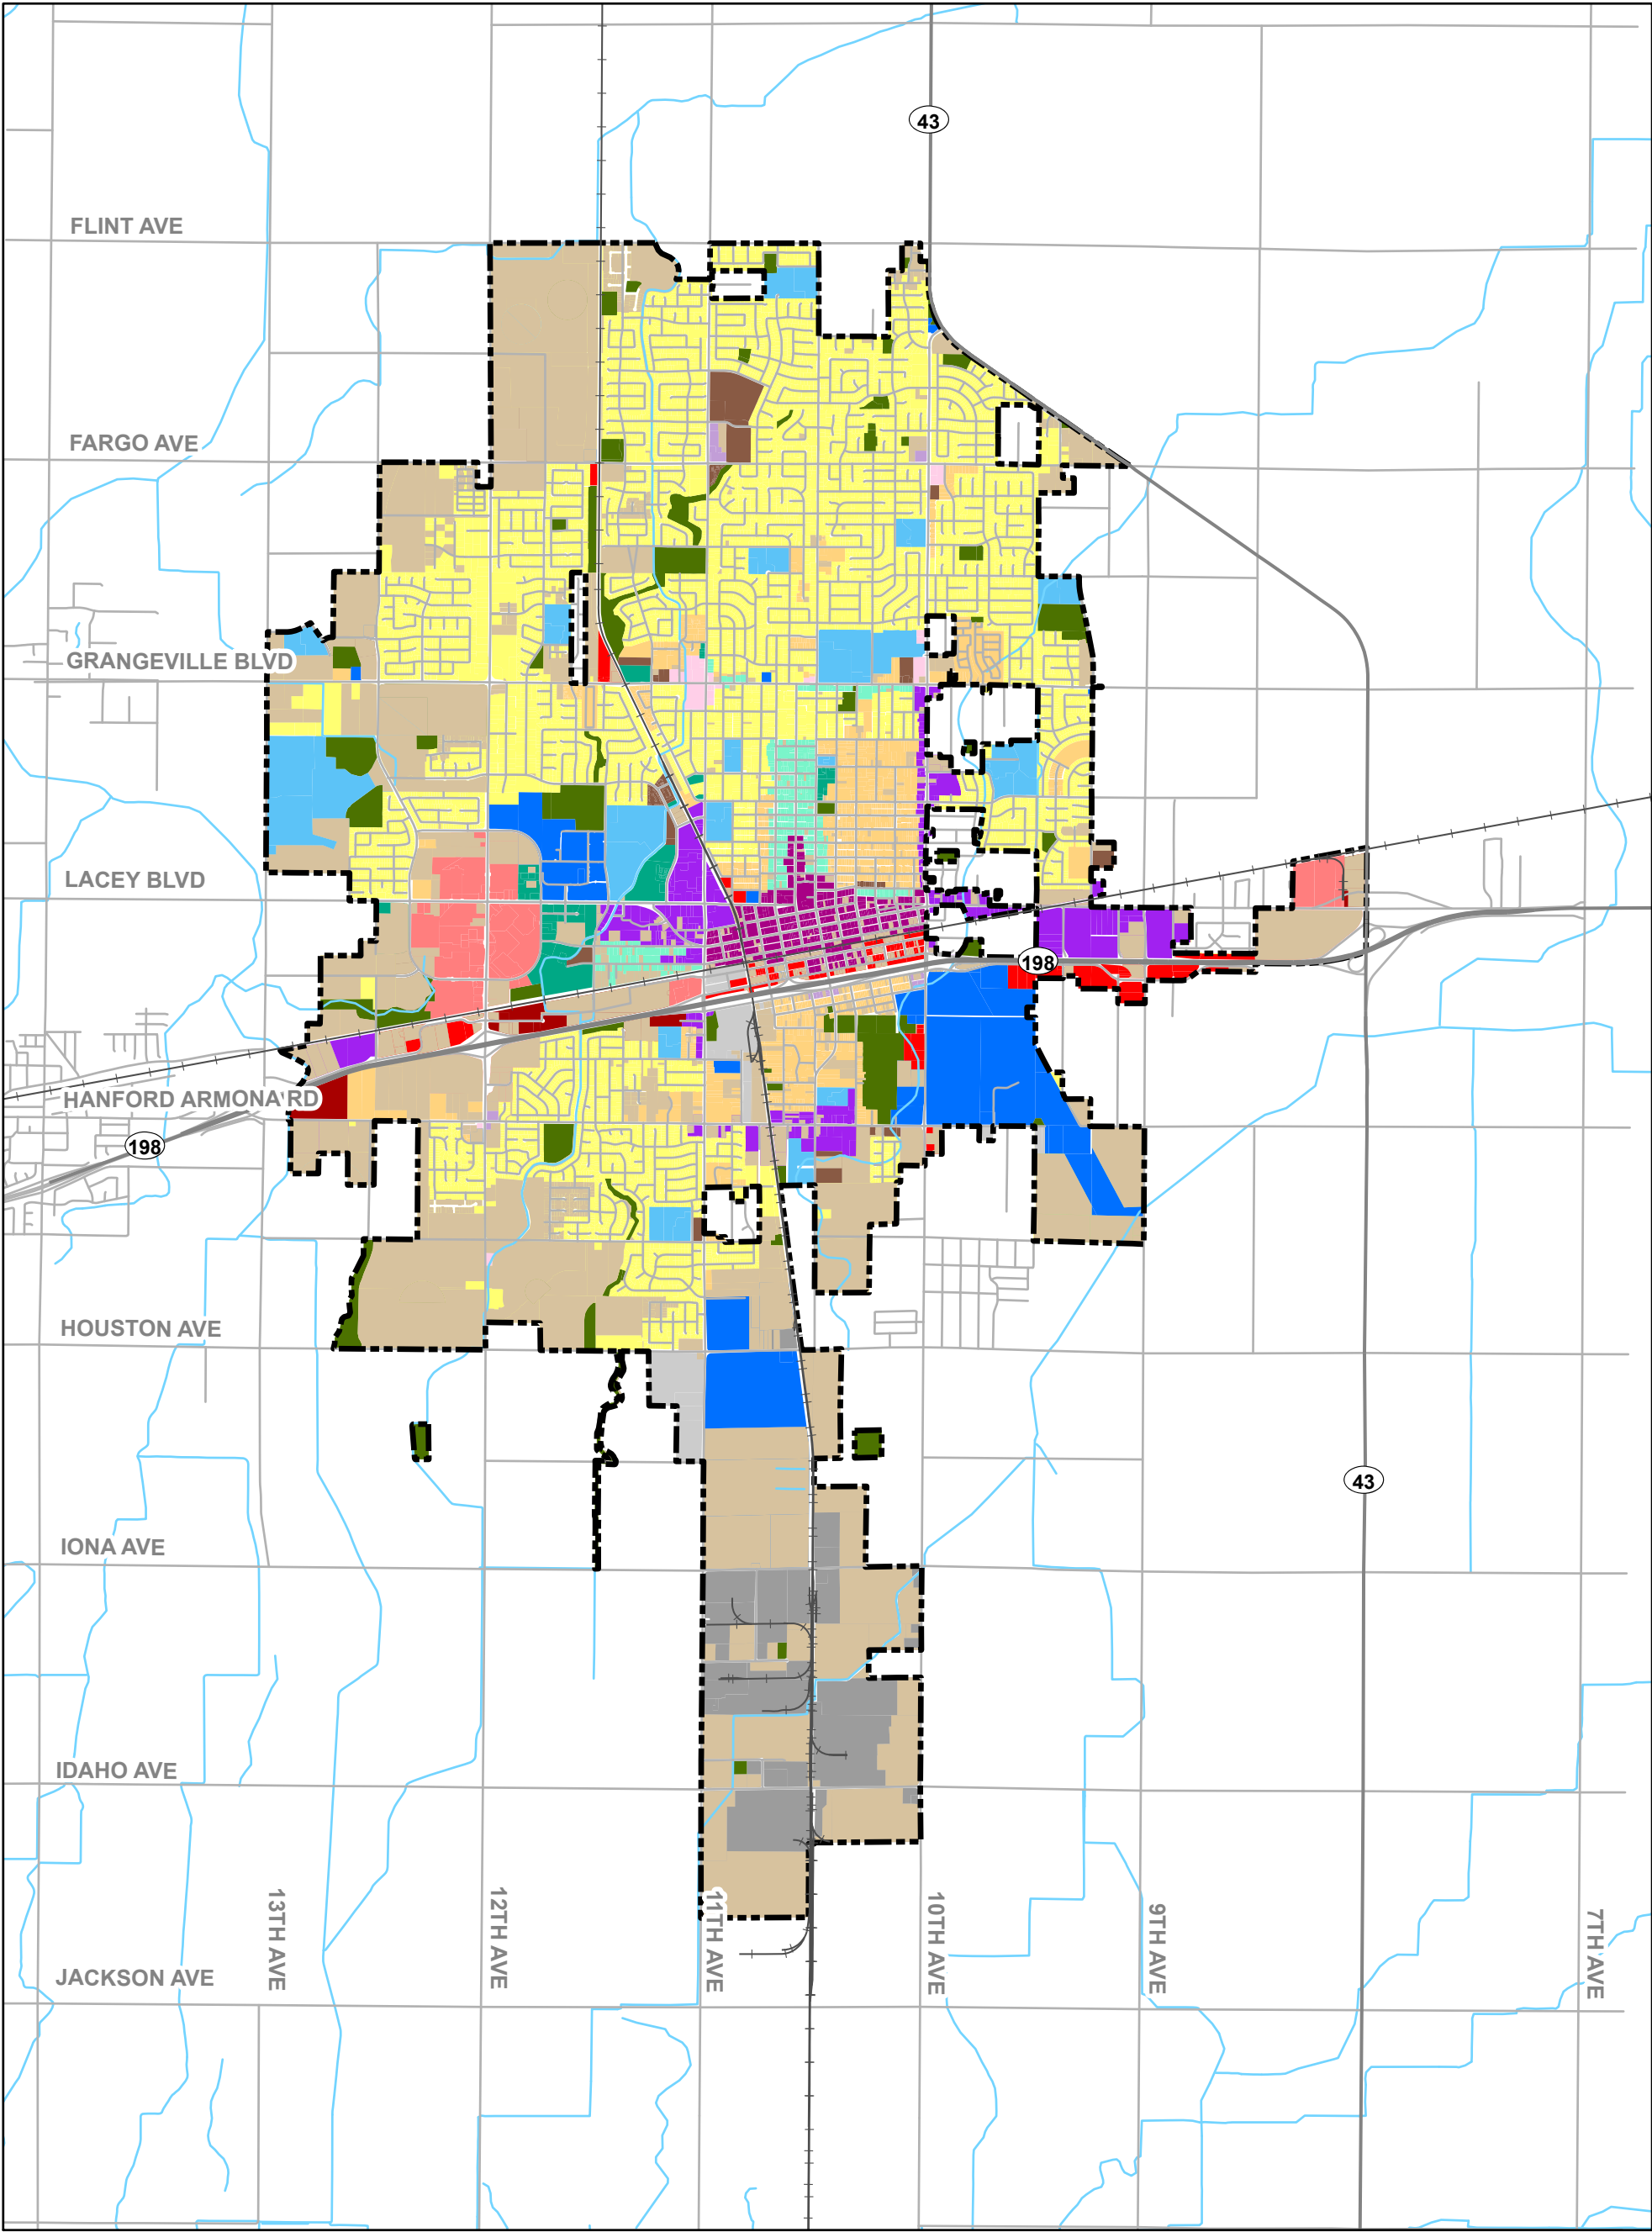 43
FLINT AVE
FARGO AVE
GRANGEVILLE BLVD
LACEY BLVD
198
HANFORD ARMONA RD
198
HOUSTON AVE
43
IONA AVE
IDAHO AVE
13TH AVE
12TH AVE
11TH AVE
10TH AVE
9TH AVE
7TH AVE
JACKSON AVE